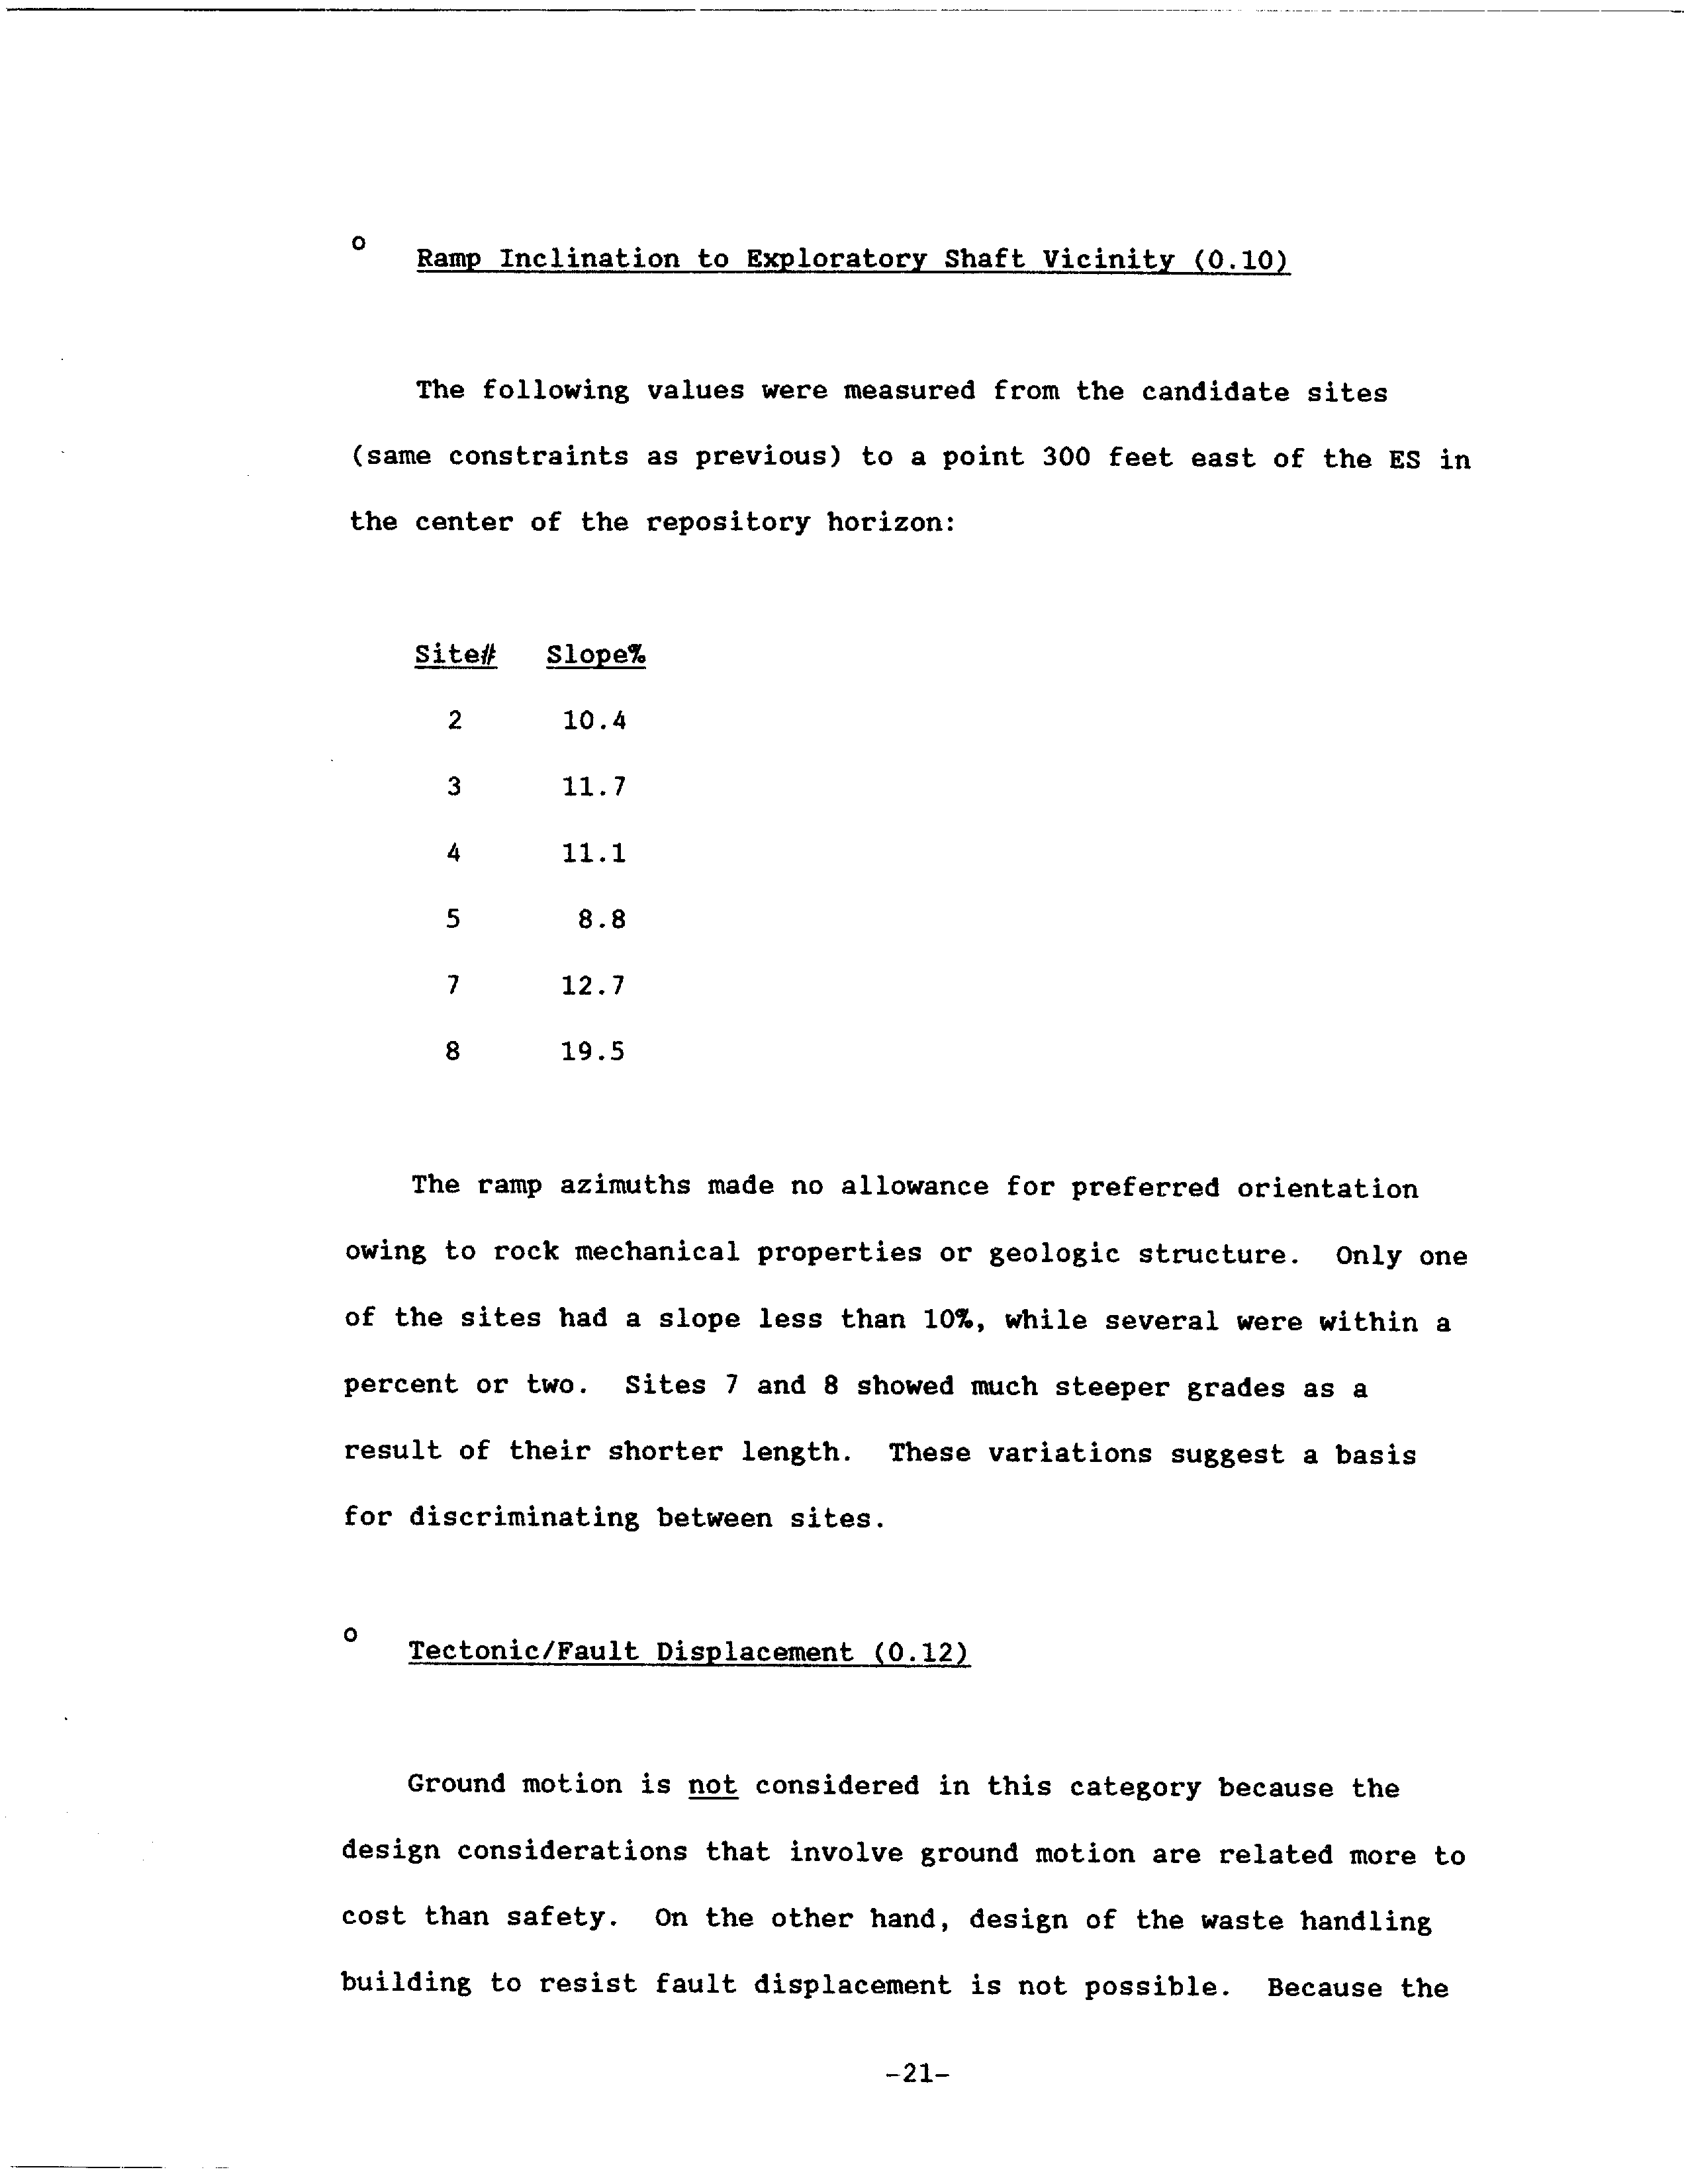 o Ramp Inclination to Exploratory Shaft Vicinity (0.10)
The following values were measured from the candidate sites
(same constraints as previous) to a point 300 feet east of the ES in
the center of the repository horizon:
Site# Slope%
2 10.4
3 11.7
4 11.1
5 8.8
7 12.7
8 19.5
The ramp azimuths made no allowance for preferred orientation
owing to rock mechanical properties or geologic structure. Only one
of the sites had a slope less than 10%, while several were within a
percent or two. Sites 7 and 8 showed much steeper grades as a
result of their shorter length. These variations suggest a basis
for discriminating between sites.
o Tectonic/Fault Displacement (0.12)
Ground motion is not considered in this category because the
design considerations that involve ground motion are related more to
cost than safety. On the other hand, design of the waste handling
building to resist fault displacement is not possible. Because the
-21-